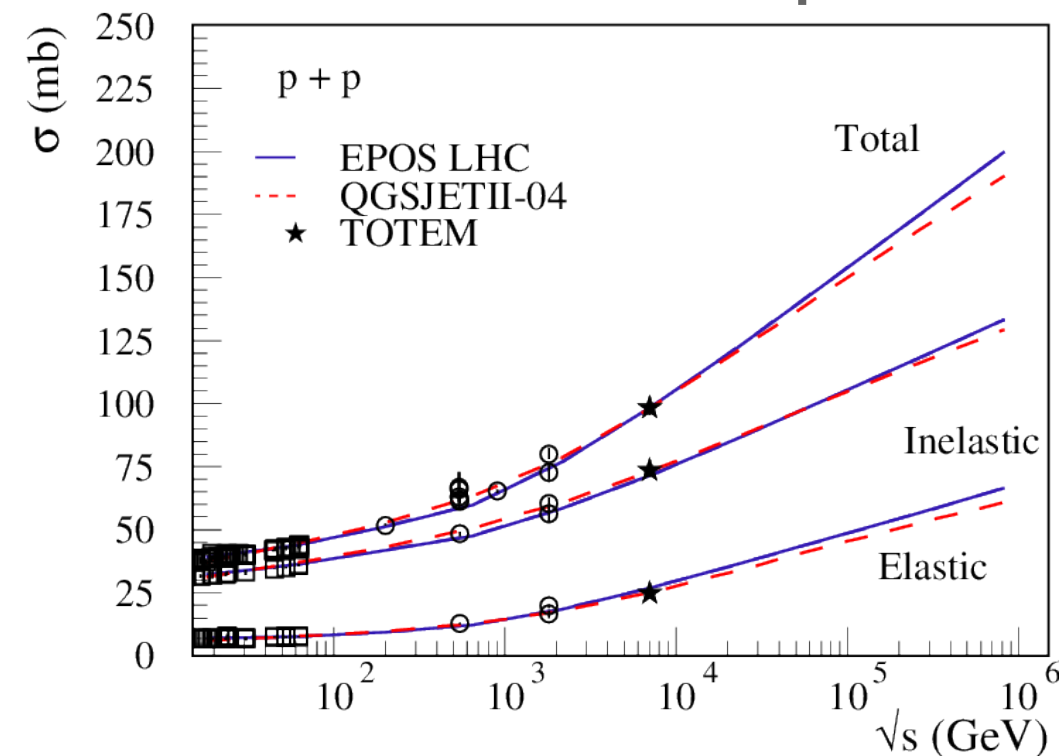 250
225
200
175
150
125
100
75
50
25
0
σ (mb)
p + p
EPOS LHC
QGSJETII-04
TOTEM
Total
Inelastic
Elastic
10 2
10 3
10 4
10 5
10 6
√s (GeV)